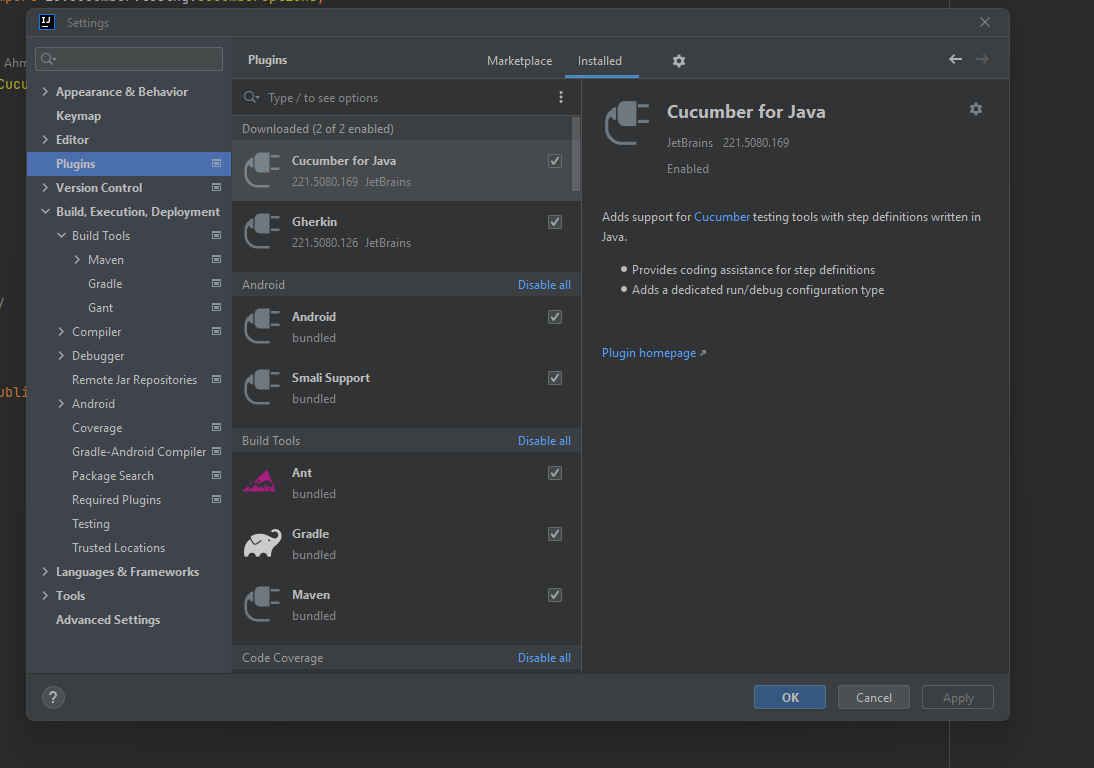 Settings
Ahm
Cucu
ubli
Appearance & Behavior
Keymap
Editor
Plugins
Version Control
Build, Execution, Deployment
Build Tools
Maven
Gradle
Gant
Compiler
Debugger
Remote Jar Repositories
Android
Coverage
Gradle-Android Compiler
Package Search
Required Plugins
Testing
Trusted Locations
Languages & Frameworks
Tools
Advanced Settings
Plugins
Marketplace
Installed
Type / to see options
Downloaded (2 of 2 enabled)
Cucumber for Java
221.5080.169 JetBrains
Gherkin
221.5080.126 JetBrains
Android Disable all
Android
bundled
Smali Support
bundled
Build Tools Disable all
Ant
bundled
Gradle
bundled
Maven
bundled
Code Coverage Disable all
Cucumber for Java
JetBrains 221.5080.169
Enabled
Adds support for Cucumber testing tools with step definitions written in
Java.
Provides coding assistance for step definitions
Adds a dedicated run/debug configuration type
Plugin homepage ↗
?
OK
Cancel
Apply